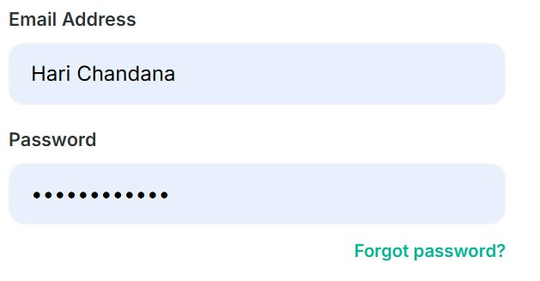 Email Address
Hari Chandana
Password
••••••••••••
Forgot password?